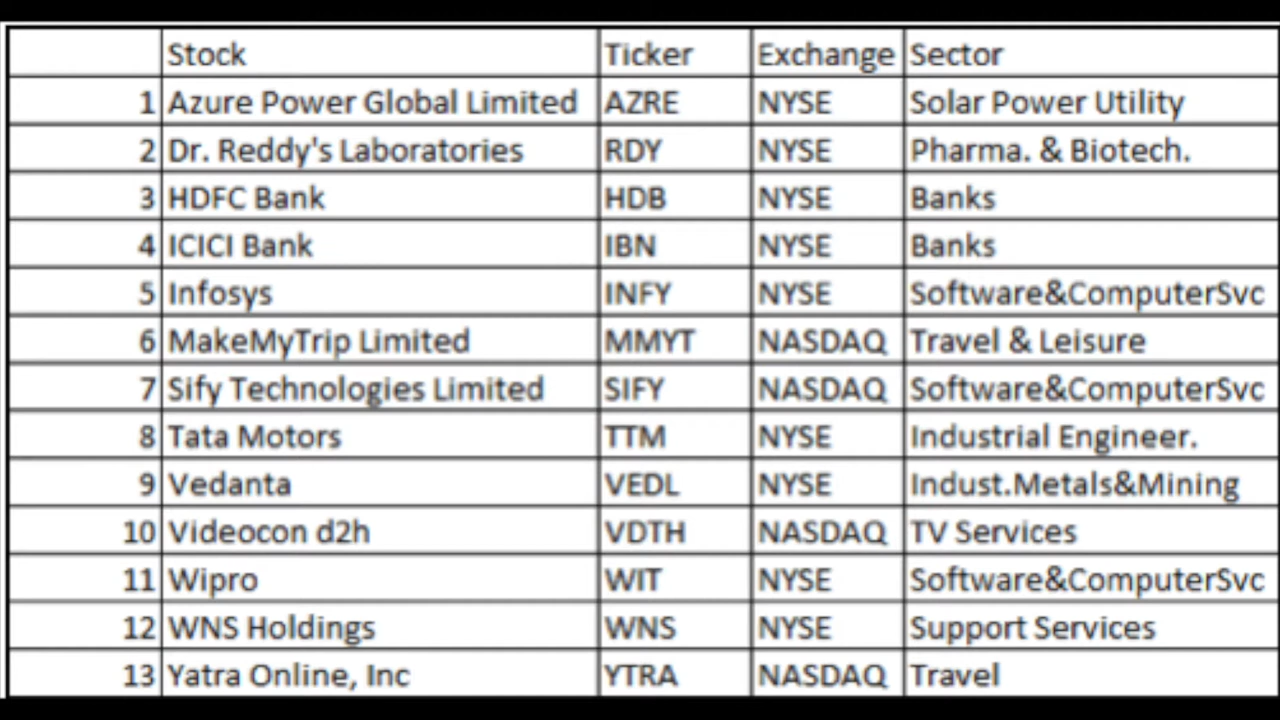 Stock Ticker Exchange Sector
1 Azure Power Global Limited AZRE NYSE Solar Power Utility
2 Dr. Reddy's Laboratories RDY NYSE Pharma. & Biotech.
3 HDFC Bank HDB NYSE Banks
4 ICICI Bank IBN NYSE Banks
5 Infosys INFY NYSE Software&ComputerSvc
6 MakeMyTrip Limited MMYT NASDAQ Travel & Leisure
7 Sify Technologies Limited SIFY NASDAQ Software&ComputerSvc
8 Tata Motors TTM NYSE Industrial Engineer.
9 Vedanta VEDL NYSE Indust.Metals&Mining
10 Videocon d2h VDTH NASDAQ TV Services
11 Wipro WIT NYSE Software&ComputerSvc
12 WNS Holdings WNS NYSE Support Services
13 Yatra Online, Inc YTRA NASDAQ Travel